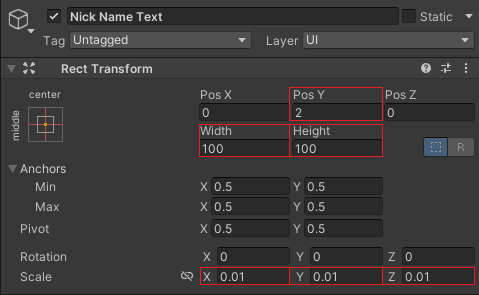 Nick Name Text Static
Tag Untagged Layer UI
Rect Transform
center Pos X Pos Y Pos Z
0 2 0
middle Width Height
100 100 R
Anchors
Min X 0.5 Y 0.5
Max X 0.5 Y 0.5
Pivot X 0.5 Y 0.5
Rotation X 0 Y 0 Z 0
Scale X 0.01 Y 0.01 Z 0.01